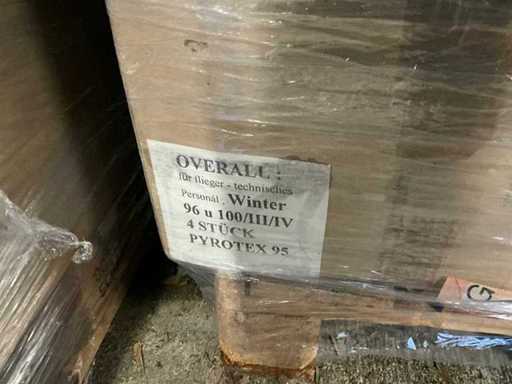 OVERALL :
für flieger - technisches
Personal , Winter
96 u 100/III/IV
4 STÜCK
PYROTEX 95
G